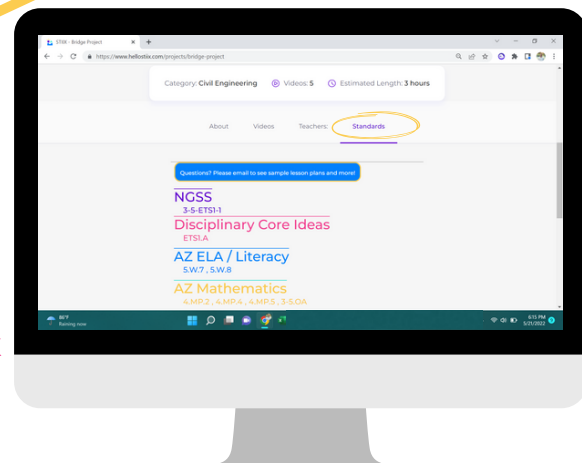 STIIX - Bridge Project
https://www.hellostiix.com/projects/bridge-project
Category: Civil Engineering Videos: 5 Estimated Length: 3 hours
About Videos Teachers: Standards
Questions? Please email to see sample lesson plans and more!
NGSS
3-5-ETS1-1
Disciplinary Core Ideas
ETS1.A
AZ ELA / Literacy
5.W.7 , 5.W.8
AZ Mathematics
4.MP.2 , 4.MP.4 , 4.MP.5 , 3-5.OA
80°F
Raining now
6:15 PM
5/21/2022